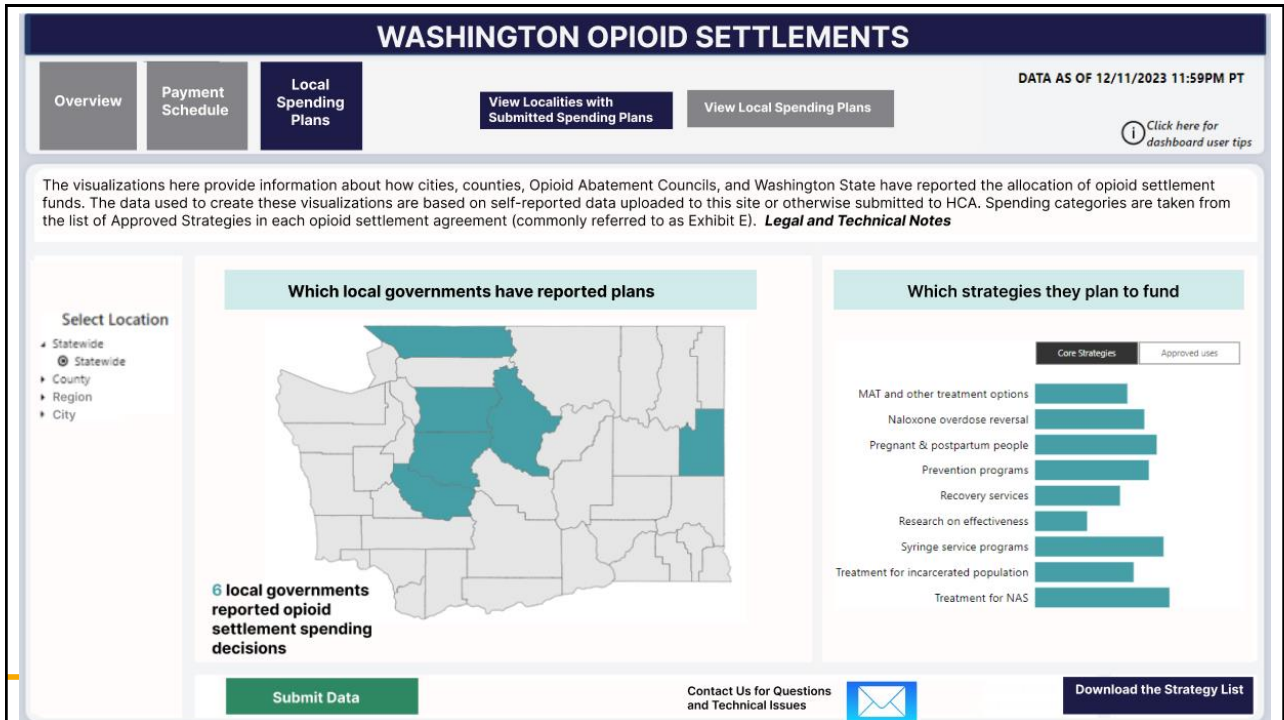 WASHINGTON OPIOID SETTLEMENTS
Overview
Payment
Schedule
Local
Spending
Plans
View Localities with
Submitted Spending Plans
View Local Spending Plans
DATA AS OF 12/11/2023 11:59PM PT
i
Click here for
dashboard user tips
The visualizations here provide information about how cities, counties, Opioid Abatement Councils, and Washington State have reported the allocation of opioid settlement
funds. The data used to create these visualizations are based on self-reported data uploaded to this site or otherwise submitted to HCA. Spending categories are taken from
the list of Approved Strategies in each opioid settlement agreement (commonly referred to as Exhibit E). Legal and Technical Notes
Select Location
Statewide
Statewide
County
Region
City
Which local governments have reported plans
6 local governments
reported opioid
settlement spending
decisions
Which strategies they plan to fund
Core Strategies
Approved uses
MAT and other treatment options
Naloxone overdose reversal
Pregnant & postpartum people
Prevention programs
Recovery services
Research on effectiveness
Syringe service programs
Treatment for incarcerated population
Treatment for NAS
Submit Data
Contact Us for Questions
and Technical Issues
Download the Strategy List